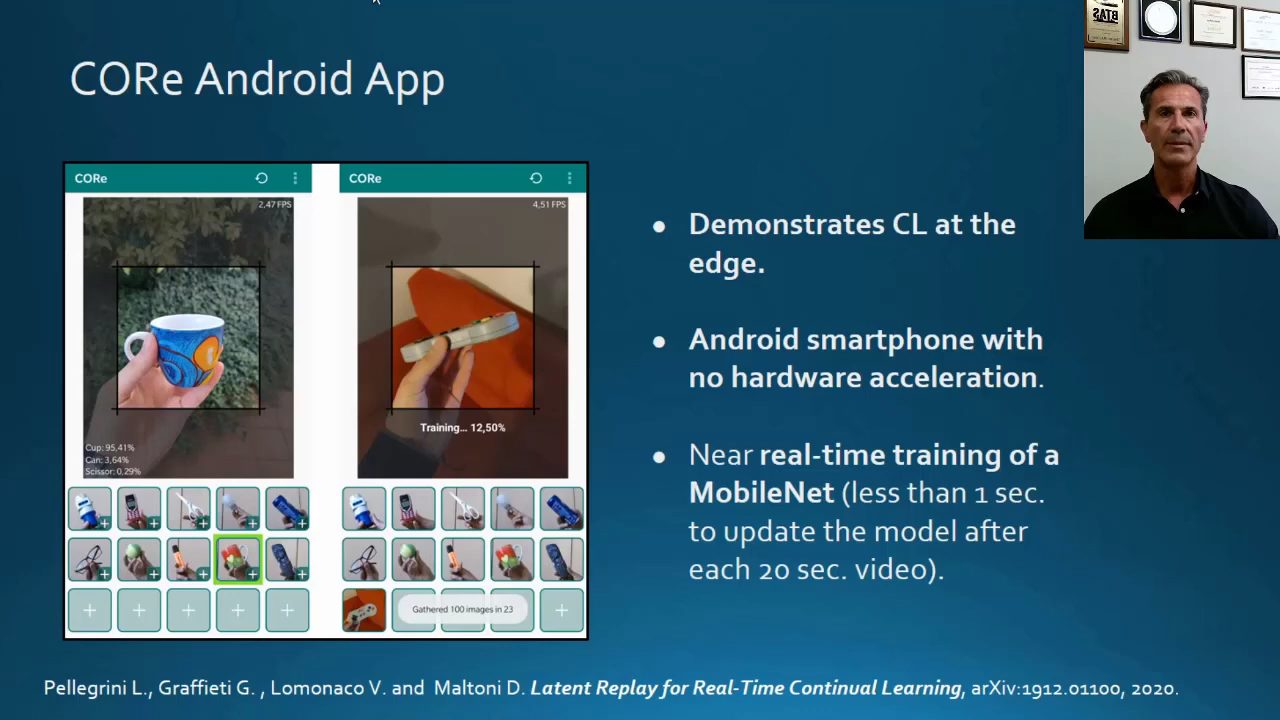 CORe Android App
CORe
2,47 FPS
Cup: 95,41%
Can: 3,64%
Scissor: 0,29%
CORe
4,51 FPS
Training... 12,50%
Gathered 100 images in 23
● Demonstrates CL at the
edge.
● Android smartphone with
no hardware acceleration.
● Near real-time training of a
MobileNet (less than 1 sec.
to update the model after
each 20 sec. video).
BTAS
Pellegrini L., Graffieti G. , Lomonaco V. and Maltoni D. Latent Replay for Real-Time Continual Learning, arXiv:1912.01100, 2020.